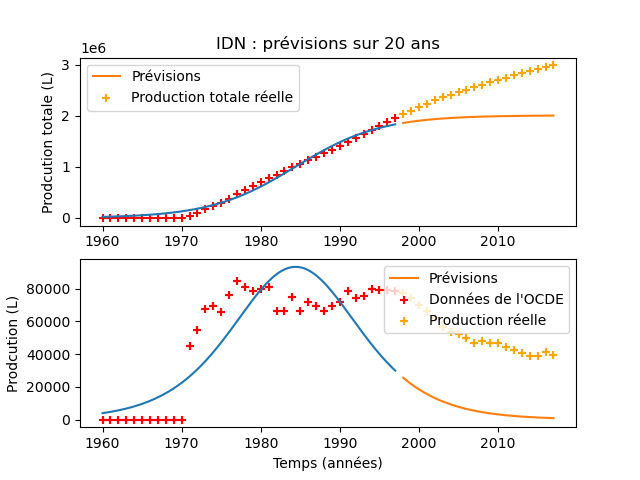 IDN : prévisions sur 20 ans
1e6
Prodcution totale (L)
3
2
1
0
Prévisions
Production totale réelle
1960 1970 1980 1990 2000 2010
Prodcution (L)
80000
60000
40000
20000
0
Prévisions
Données de l'OCDE
Production réelle
1960 1970 1980 1990 2000 2010
Temps (années)